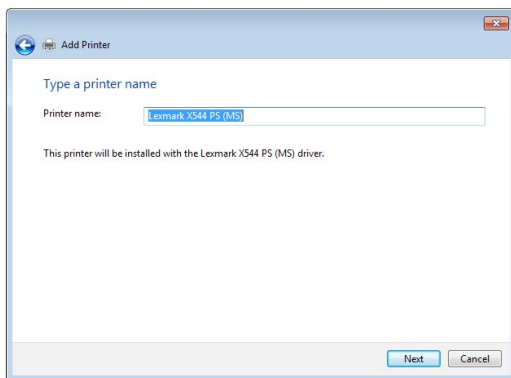 Add Printer
Type a printer name
Printer name: Lexmark X544 PS (MS)
This printer will be installed with the Lexmark X544 PS (MS) driver.
Next Cancel